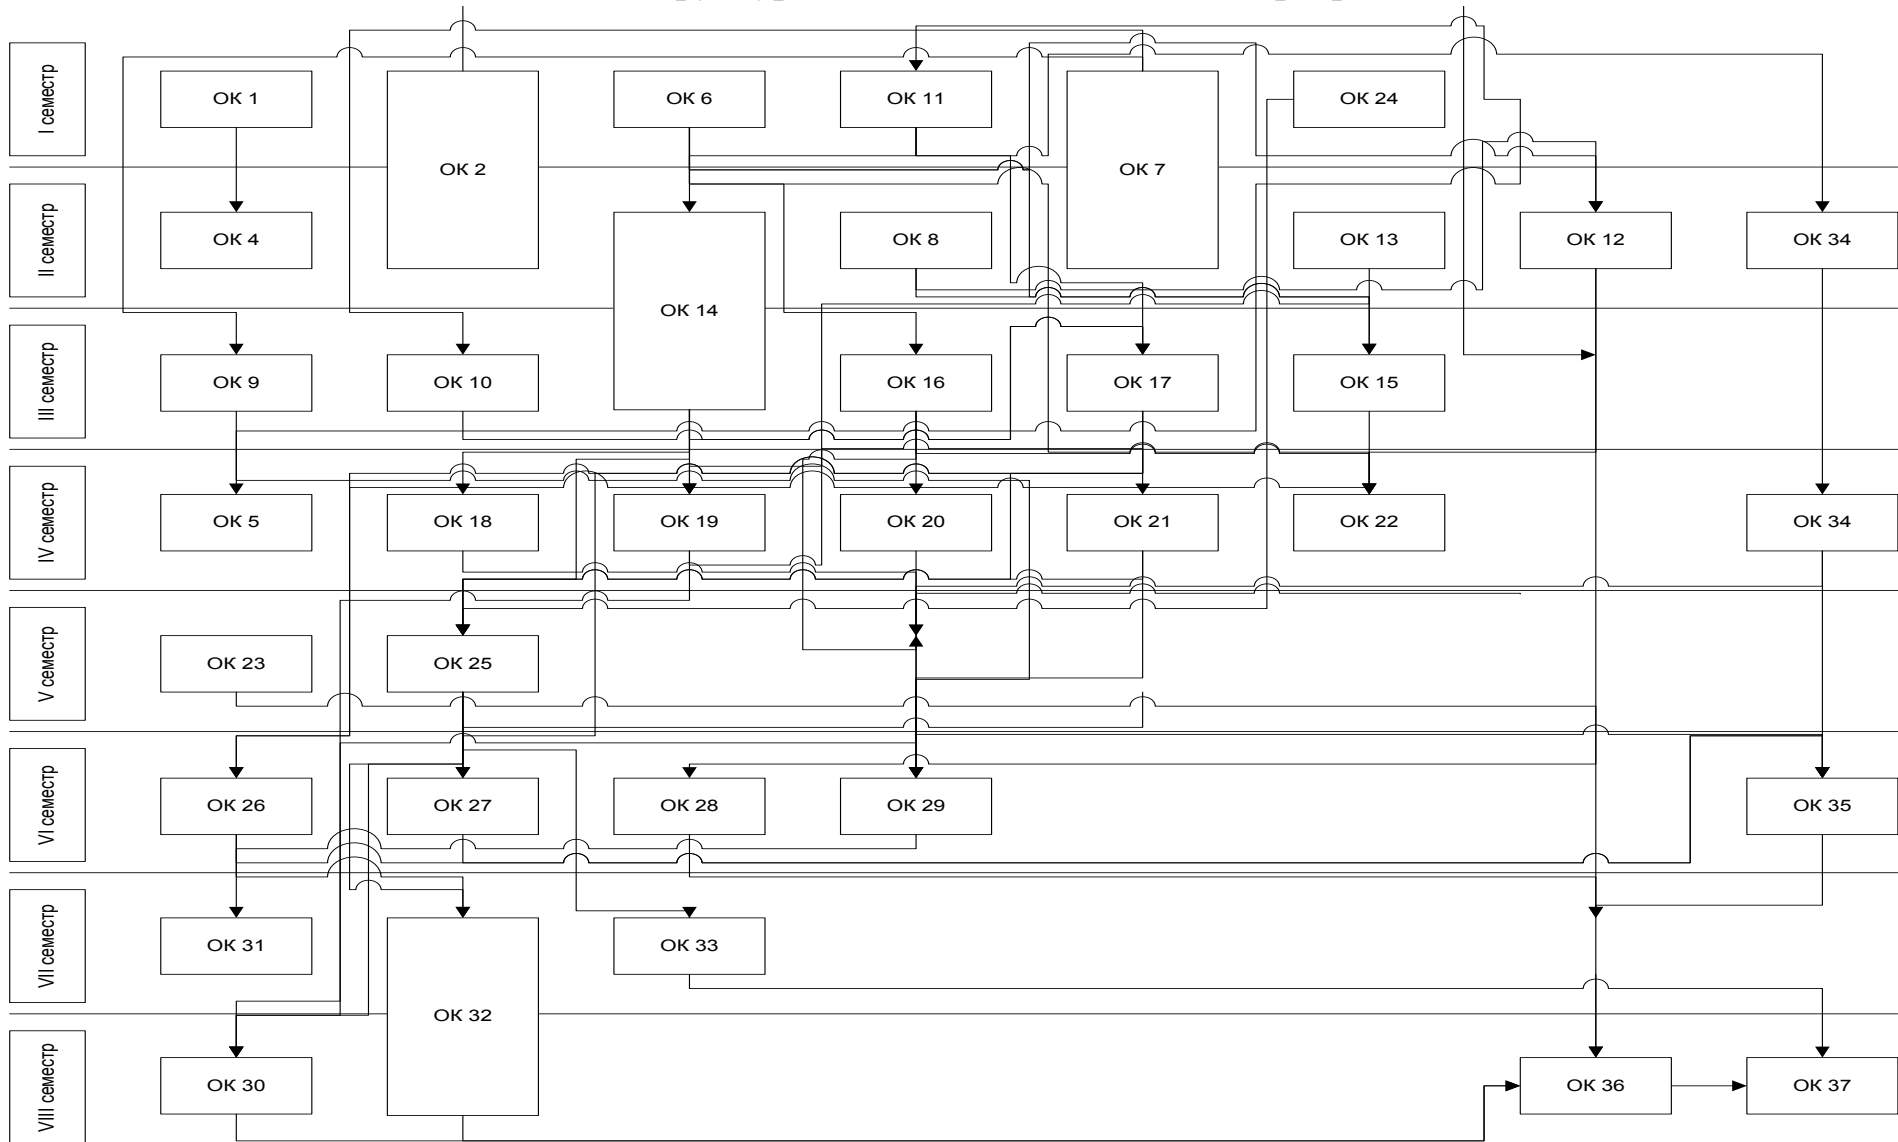 I семестр
ОК 1
ОК 2
ОК 6
ОК 11
ОК 7
ОК 24
II семестр
ОК 4
ОК 14
ОК 8
ОК 13
ОК 12
ОК 34
III семестр
ОК 9
ОК 10
ОК 16
ОК 17
ОК 15
IV семестр
ОК 5
ОК 18
ОК 19
ОК 20
ОК 21
ОК 22
ОК 34
V семестр
ОК 23
ОК 25
VI семестр
ОК 26
ОК 27
ОК 28
ОК 29
ОК 35
VII семестр
ОК 31
ОК 32
ОК 33
VIII семестр
ОК 30
ОК 36
ОК 37